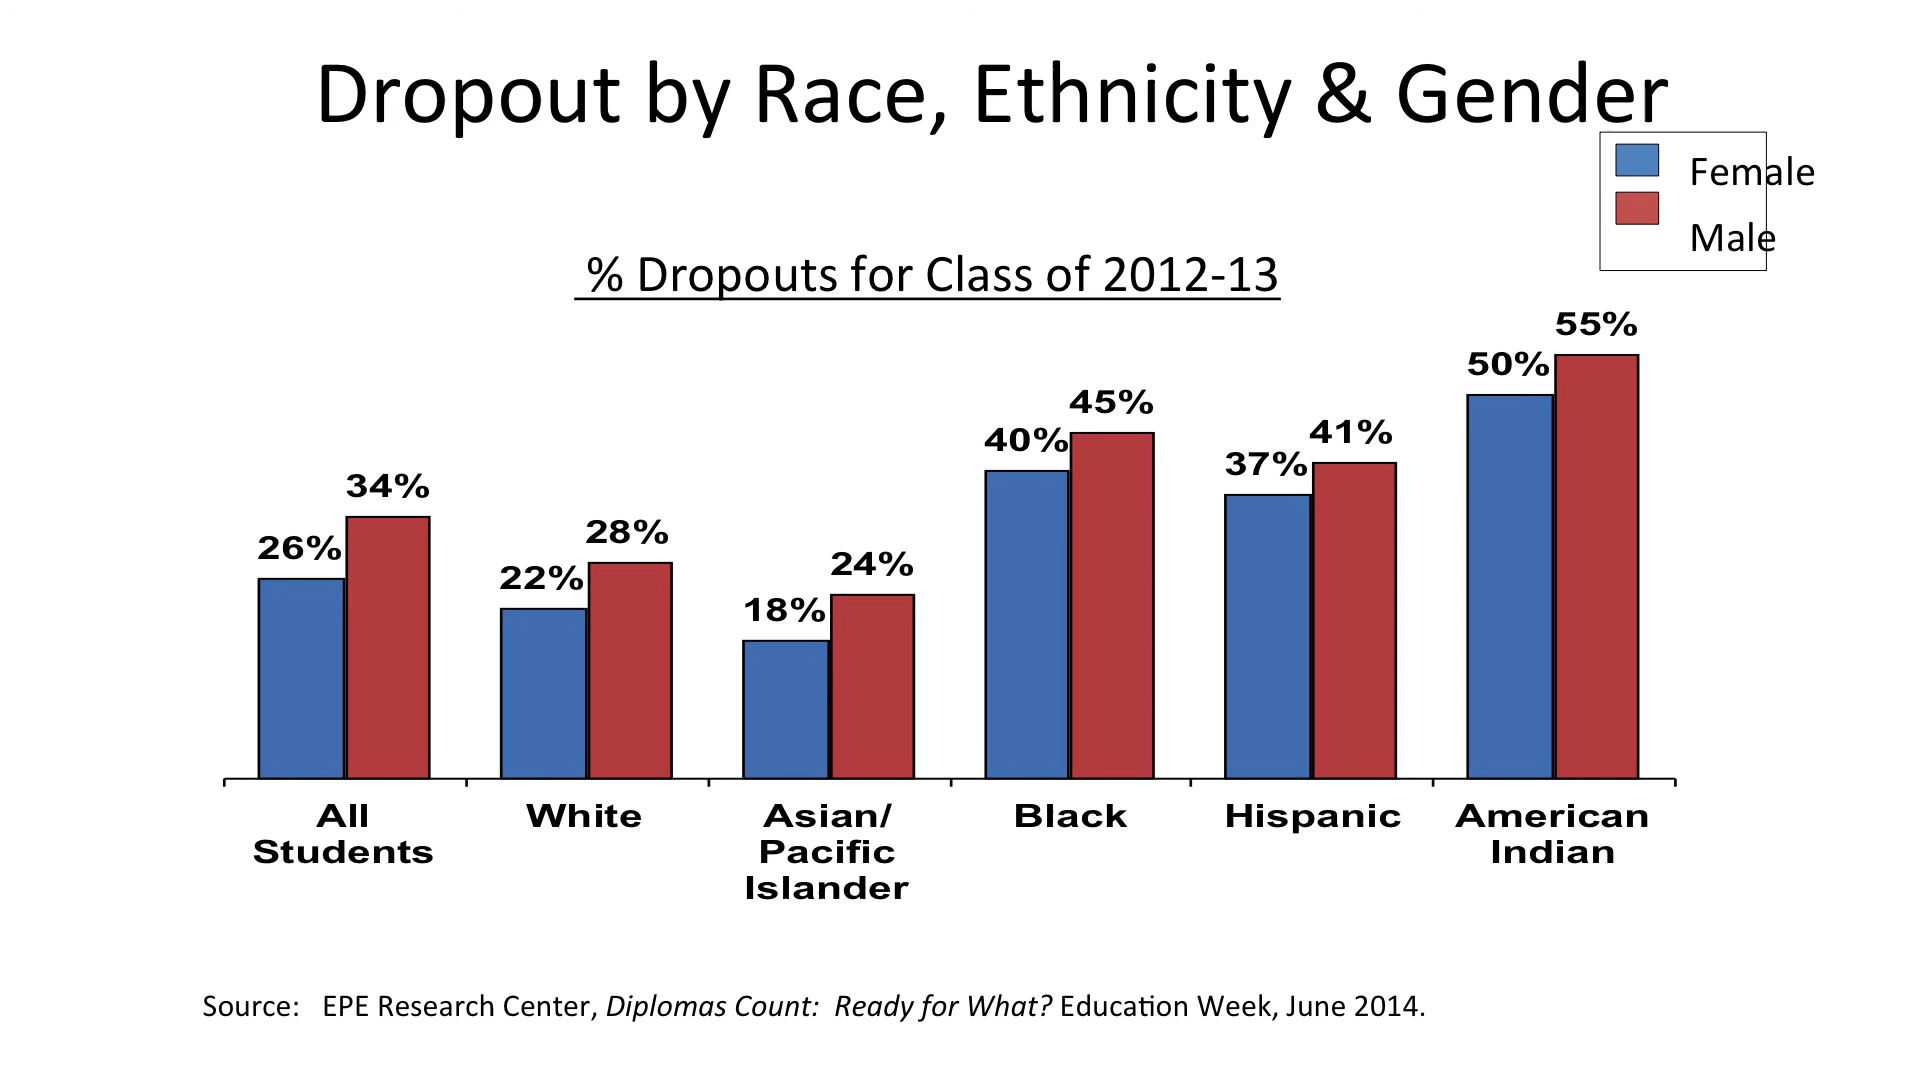 Dropout by Race, Ethnicity & Gender
Female
Male
% Dropouts for Class of 2012-13
26%
34%
22%
28%
18%
24%
40%
45%
37%
41%
50%
55%
All
Students
White
Asian/
Pacific
Islander
Black
Hispanic
American
Indian
Source: EPE Research Center, Diplomas Count: Ready for What? Education Week, June 2014.